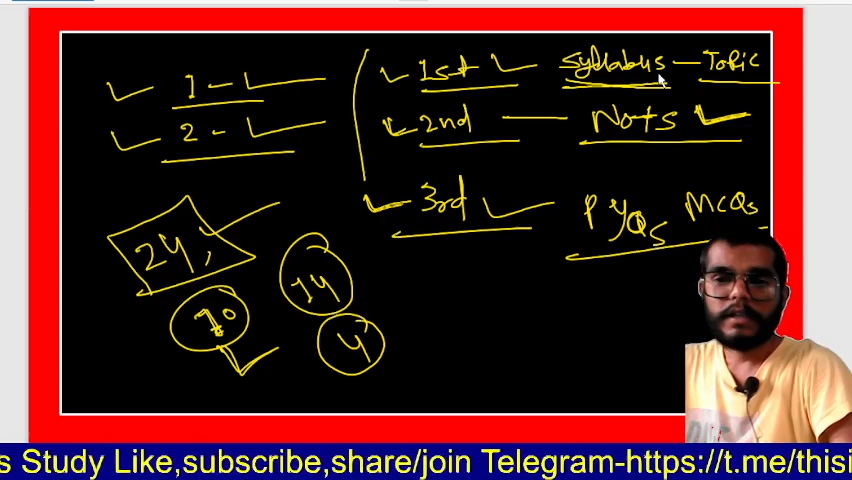 1 -
2 -
24,
10
14
4
1st Syllabus — Topic
2nd — Nots
3rd PYQs McQs
s Study Like,subscribe,share/join Telegram-https://t.me/thisi